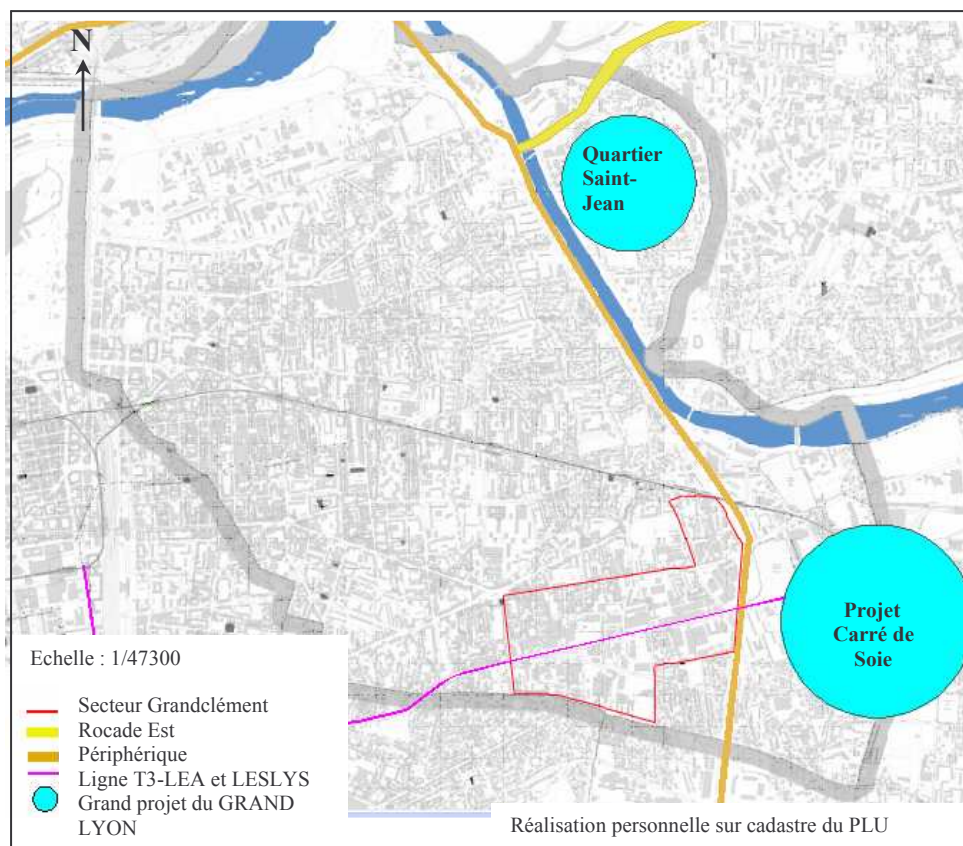 N
Quartier
Saint-
Jean
Projet
Carré de
Soie
Echelle : 1/47300
Secteur Grandclément
Rocade Est
Périphérique
Ligne T3-LEA et LESLYS
Grand projet du GRAND
LYON
Réalisation personnelle sur cadastre du PLU